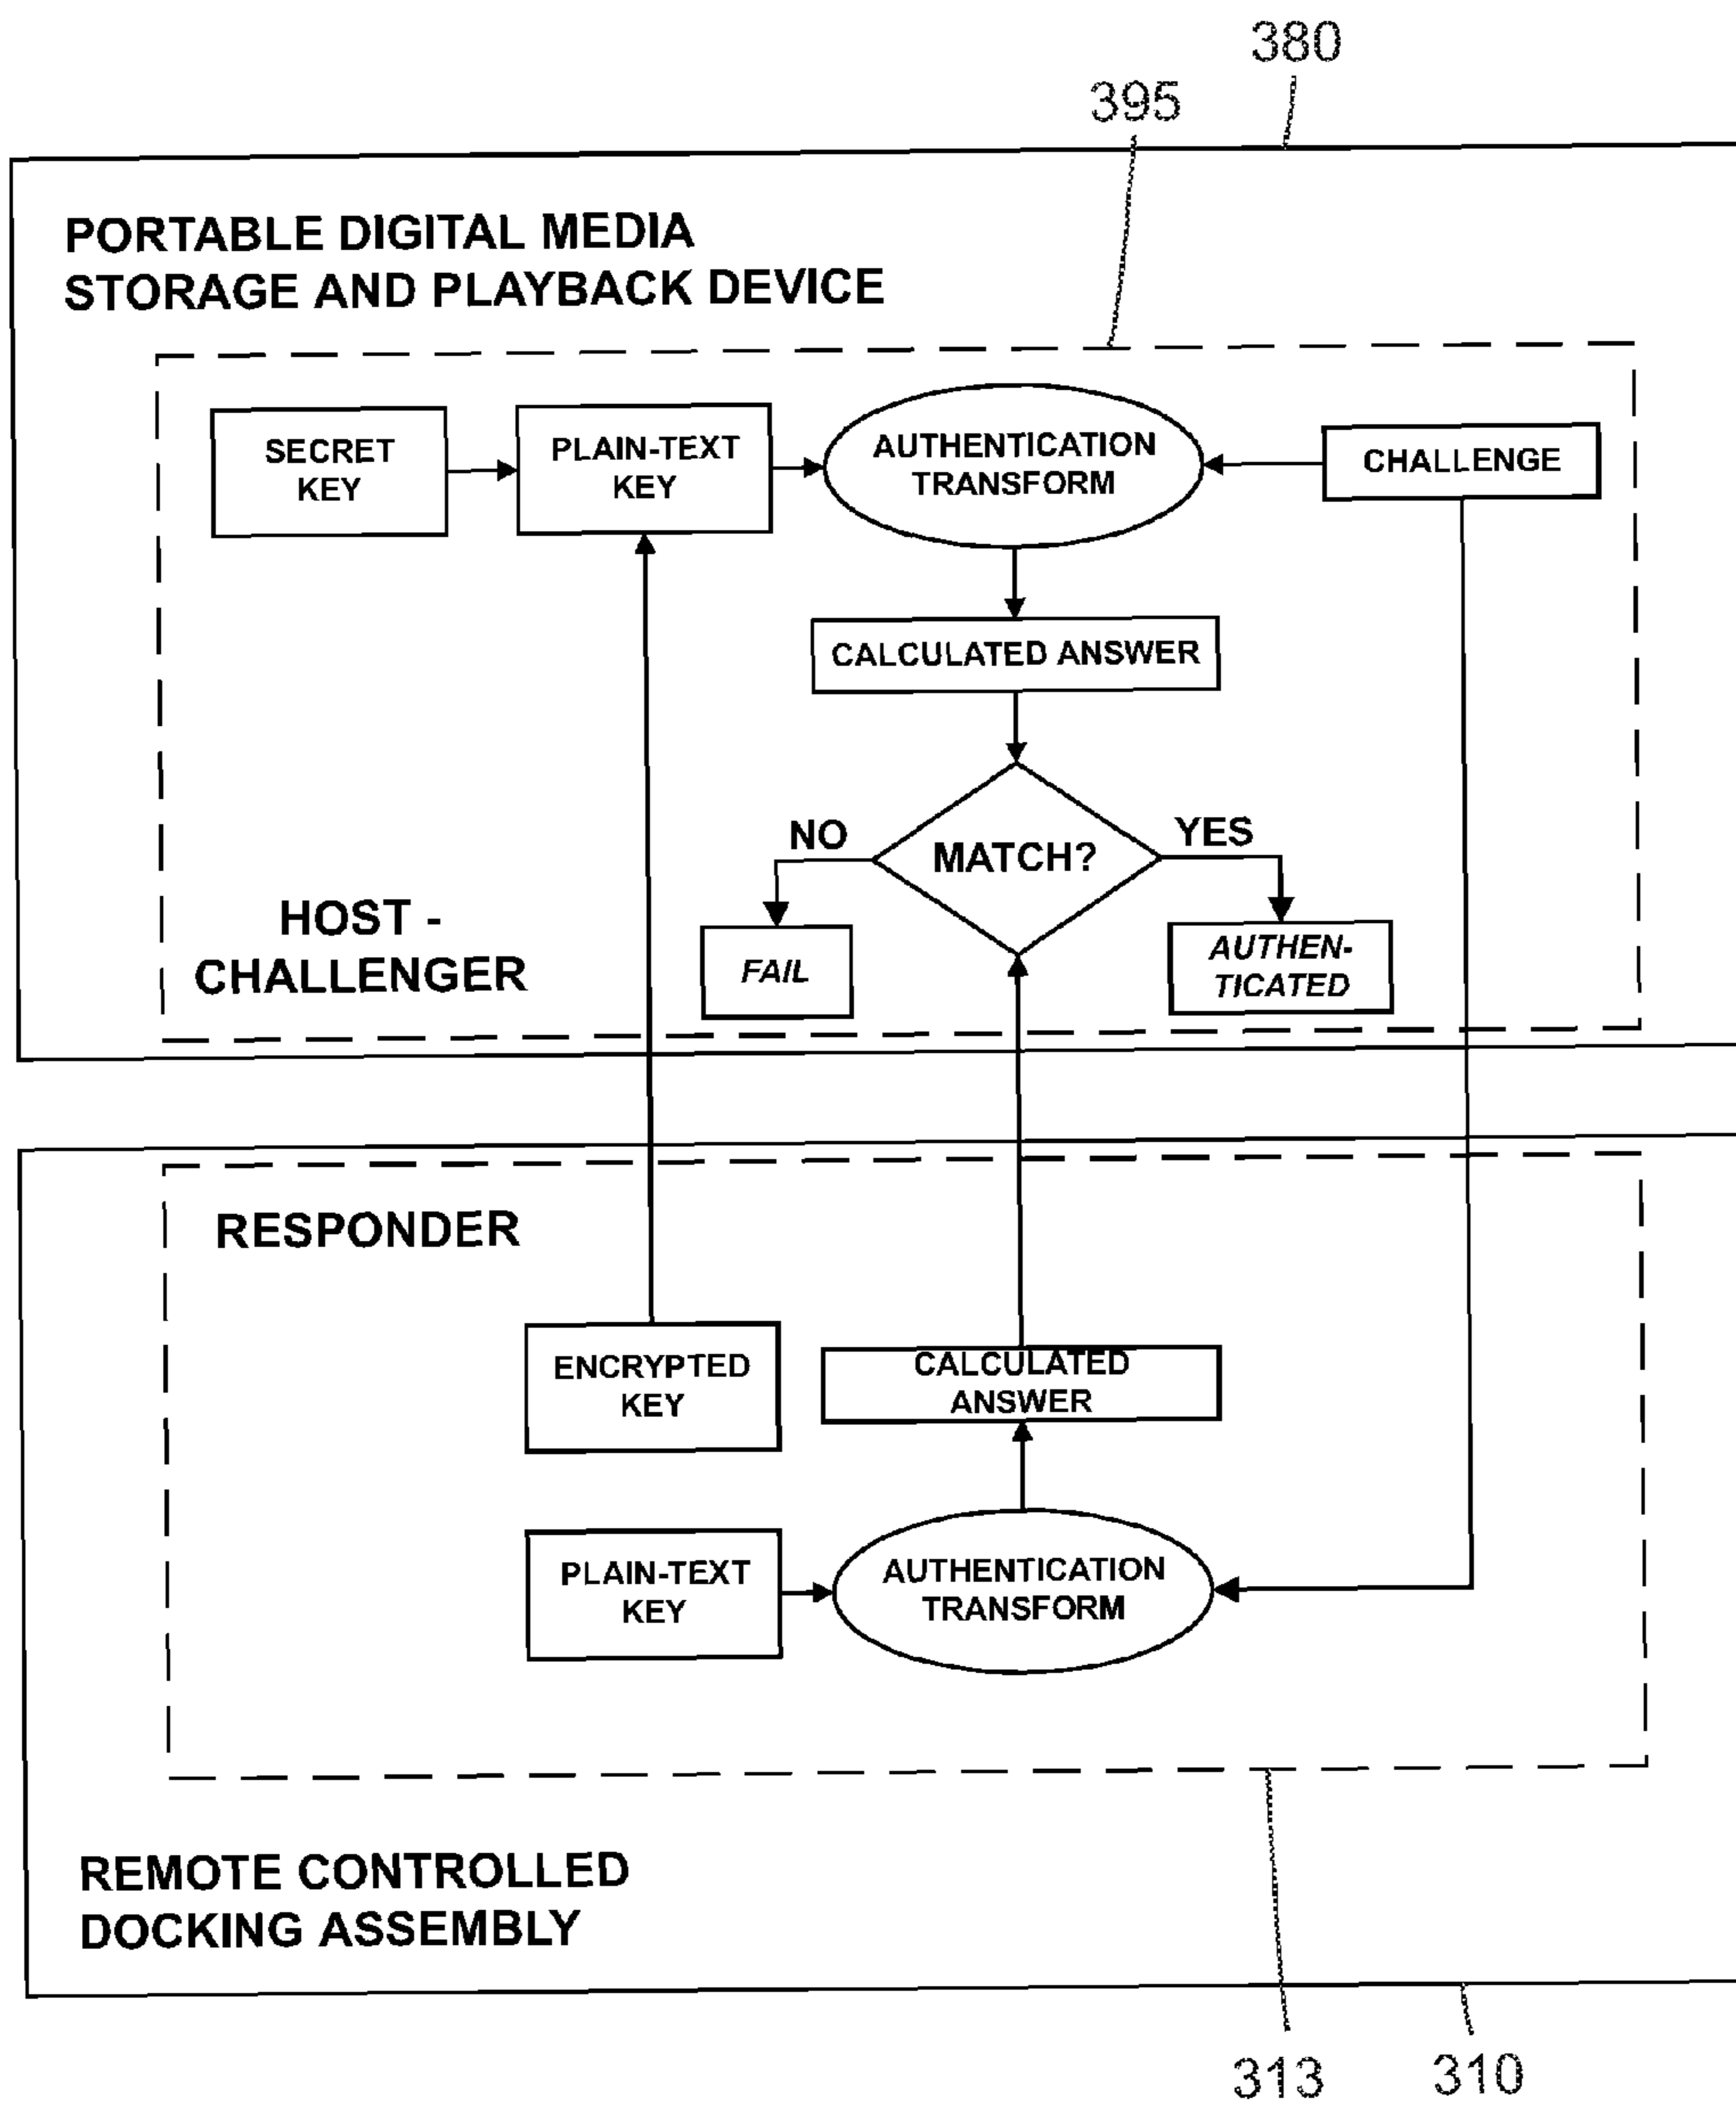 380
395
PORTABLE DIGITAL MEDIA
STORAGE AND PLAYBACK DEVICE
SECRET
KEY
PLAIN-TEXT
KEY
AUTHENTICATION
TRANSFORM
CHALLENGE
CALCULATED ANSWER
NO
MATCH?
YES
HOST -
CHALLENGER
FAIL
AUTHEN-
TICATED
RESPONDER
ENCRYPTED
KEY
CALCULATED
ANSWER
PLAIN-TEXT
KEY
AUTHENTICATION
TRANSFORM
REMOTE CONTROLLED
DOCKING ASSEMBLY
313
310